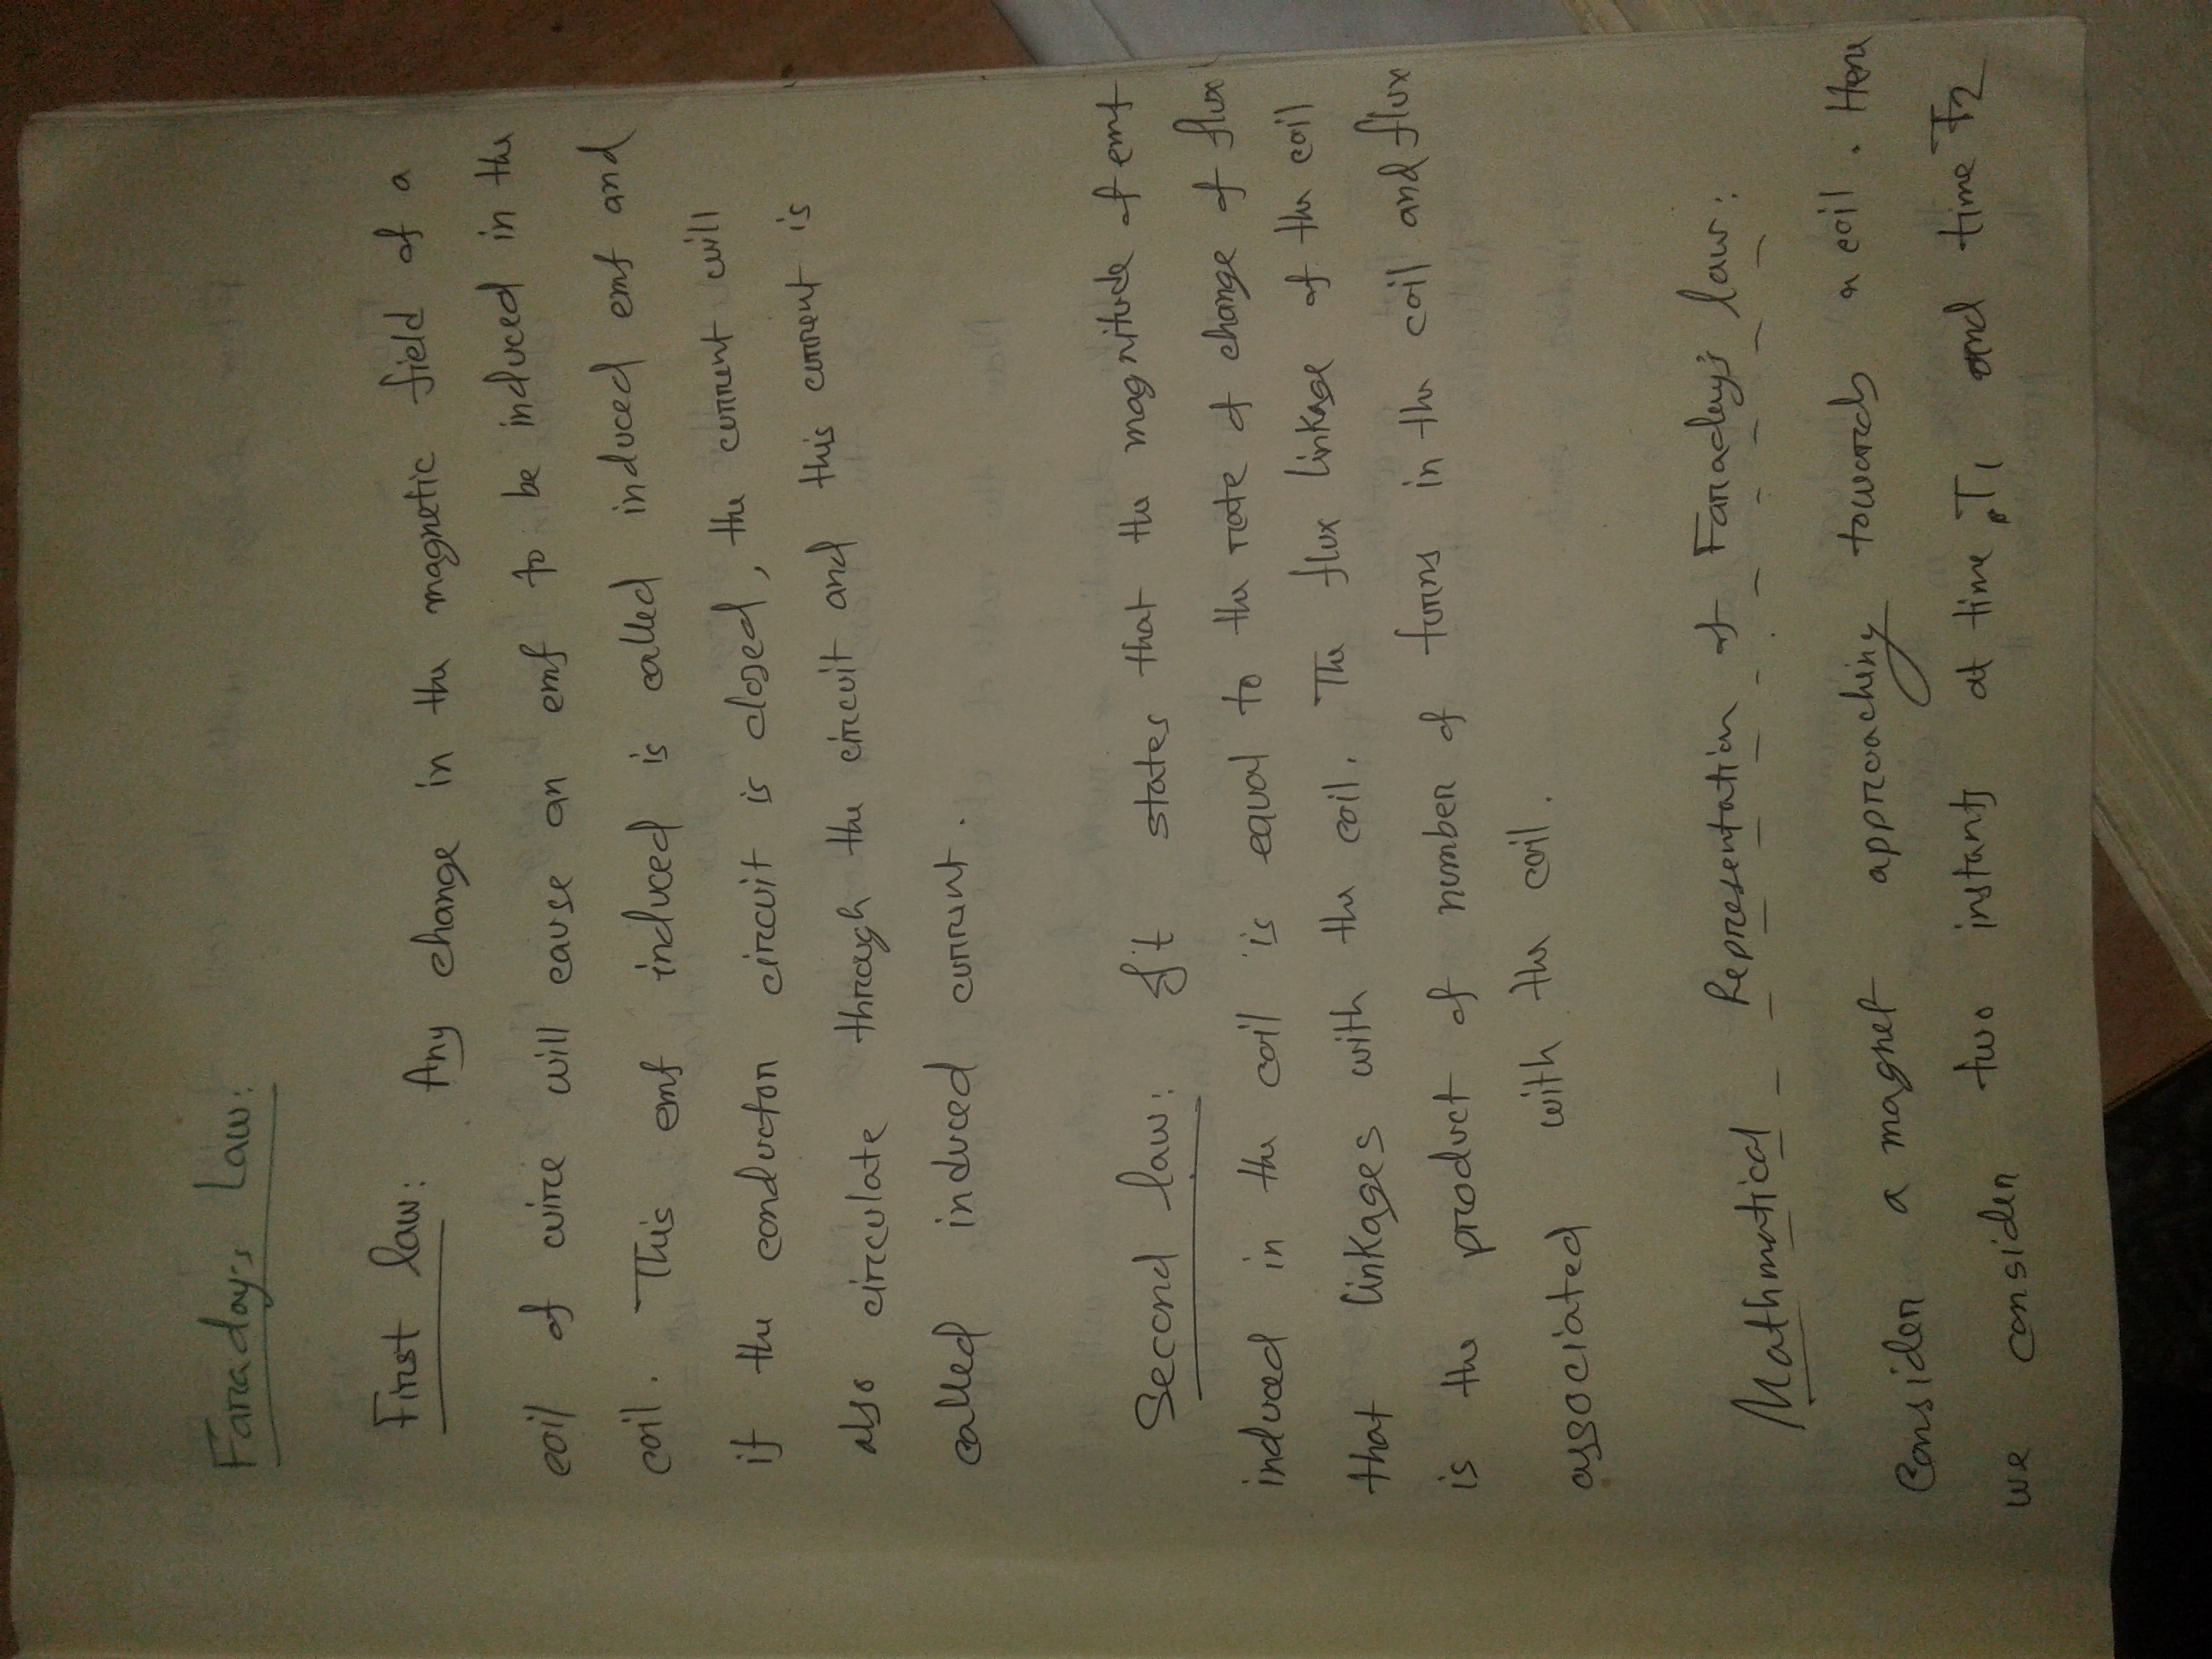 Faraday's Law:
First law: Any change in the magnetic field of a
coil of wire will cause an emf to be induced in the
coil. This emf induced is called induced emf and
if the conductor circuit is closed, the current will
also circulate through the circuit and this current is
called induced current.
Second law: It states that the magnitude of emf
induced in the coil is equal to the rate of change of flux
that linkages with the coil. The flux linkage of the coil
is the product of number of turns in the coil and flux
associated with the coil.
Mathmatical Representation of Faraday's law:
Consider a magnet approaching towards a coil. Here
we consider two instants at time T1 and time T2